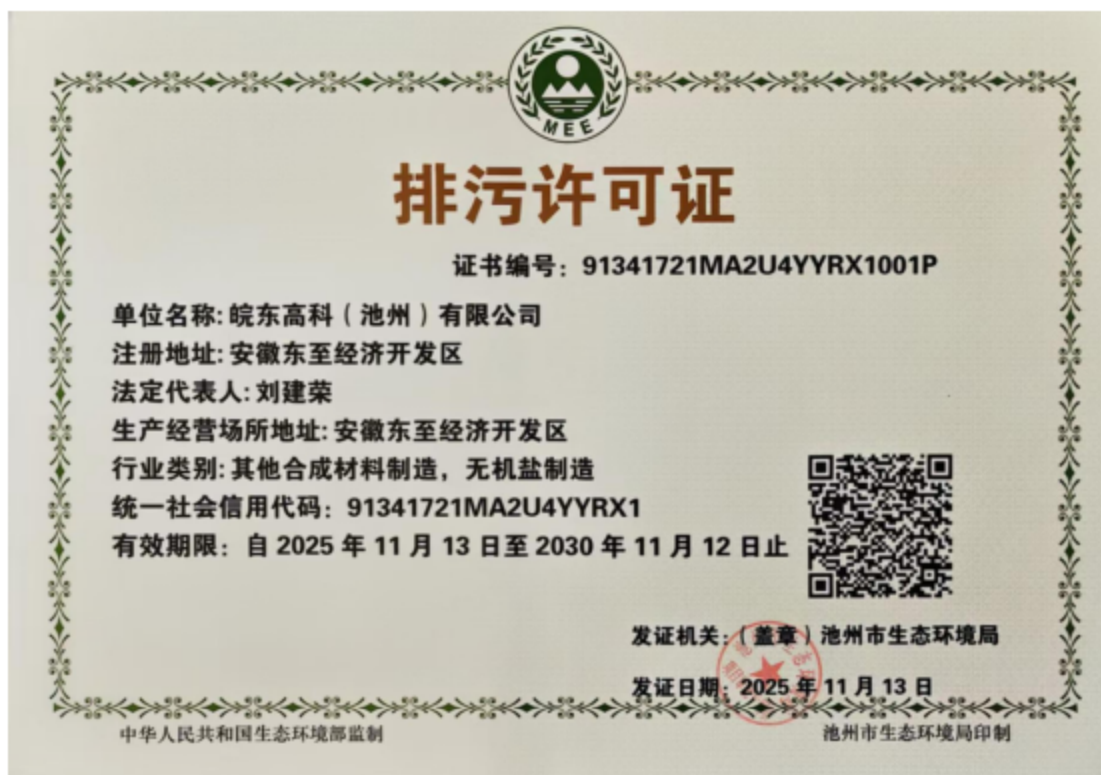 MEE
排污许可证
证书编号：91341721MA2U4YYRX1001P
单位名称:皖东高科（池州）有限公司
注册地址:安徽东至经济开发区
法定代表人:刘建荣
生产经营场所地址:安徽东至经济开发区
行业类别:其他合成材料制造，无机盐制造
统一社会信用代码：91341721MA2U4YYRX1
有效期限：自 2025 年 11 月 13 日至 2030 年 11 月 12 日止
发证机关:（盖章）池州市生态环境局
发证日期：2025 年 11 月 13 日
中华人民共和国生态环境部监制
池州市生态环境局印制